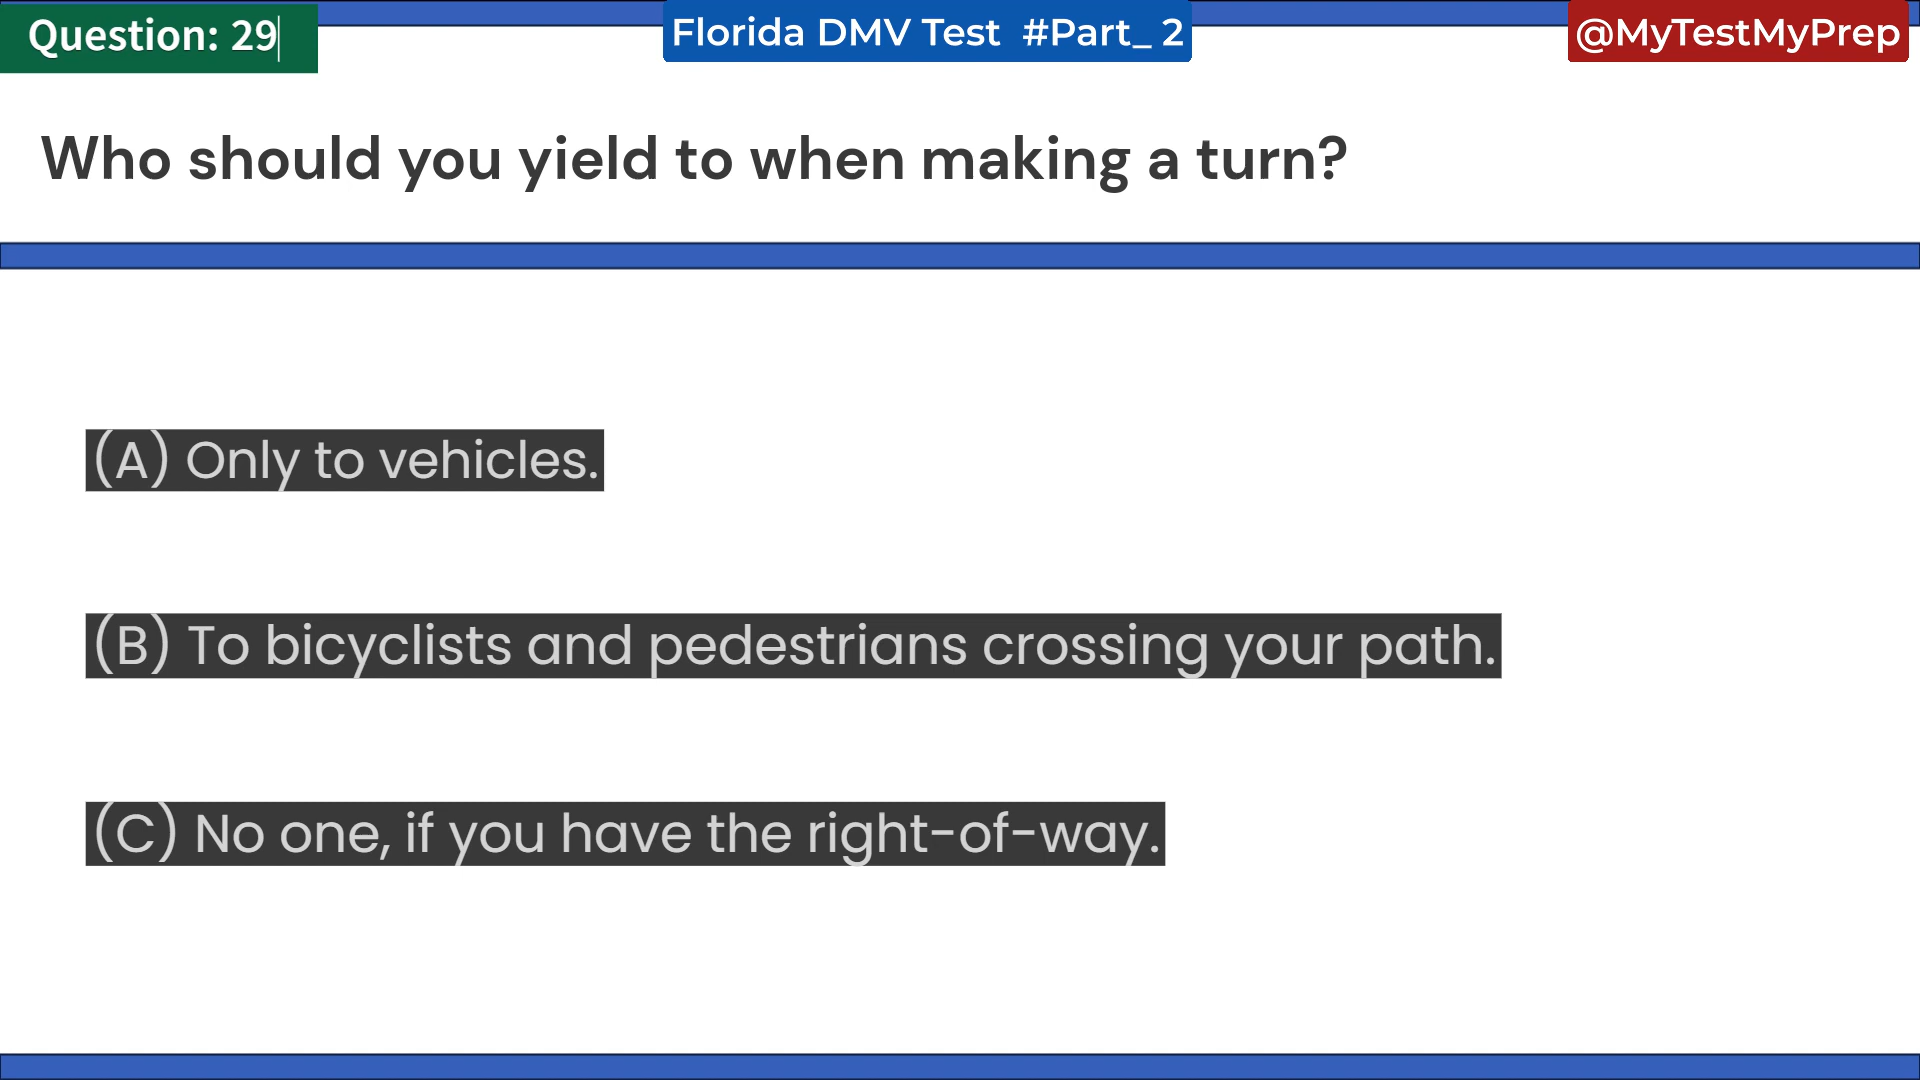 Question: 29
Florida DMV Test #Part_ 2
@MyTestMyPrep
Who should you yield to when making a turn?
(A) Only to vehicles.
(B) To bicyclists and pedestrians crossing your path.
(C) No one, if you have the right-of-way.